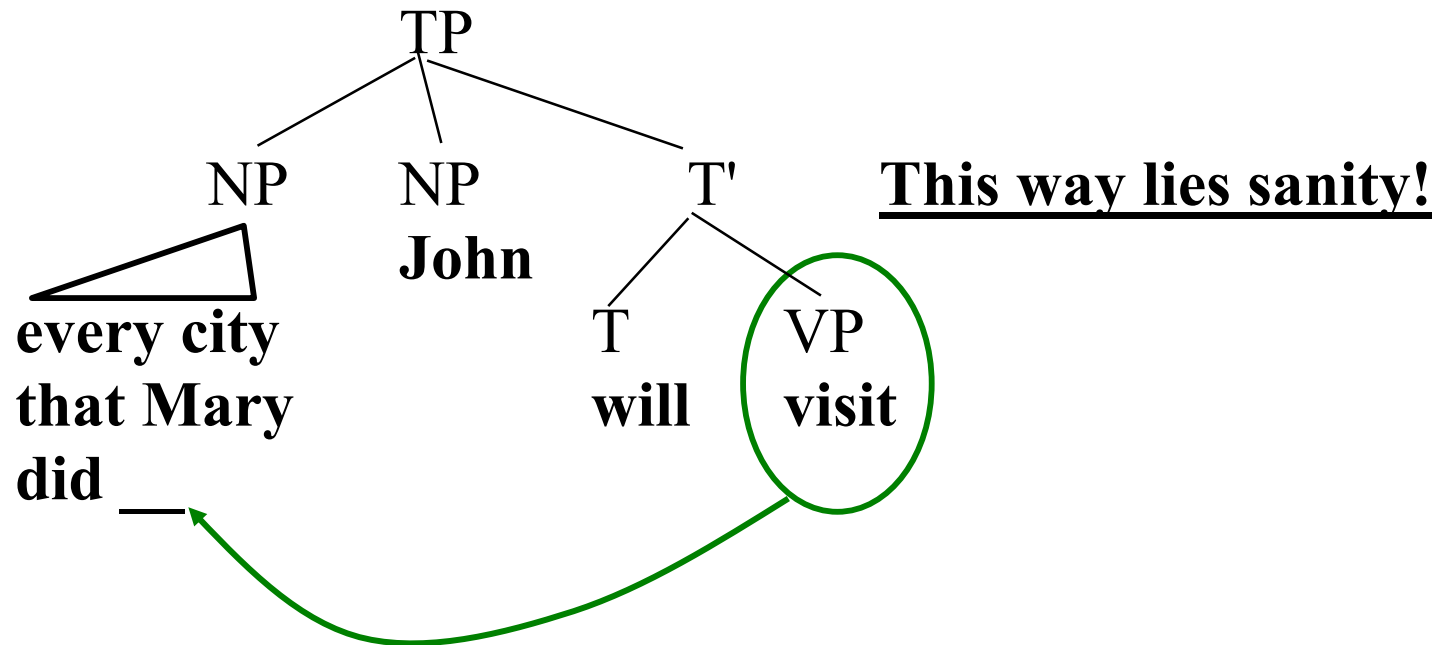 TP
NP NP T' This way lies sanity!
John
every city T VP
that Mary will visit
did __